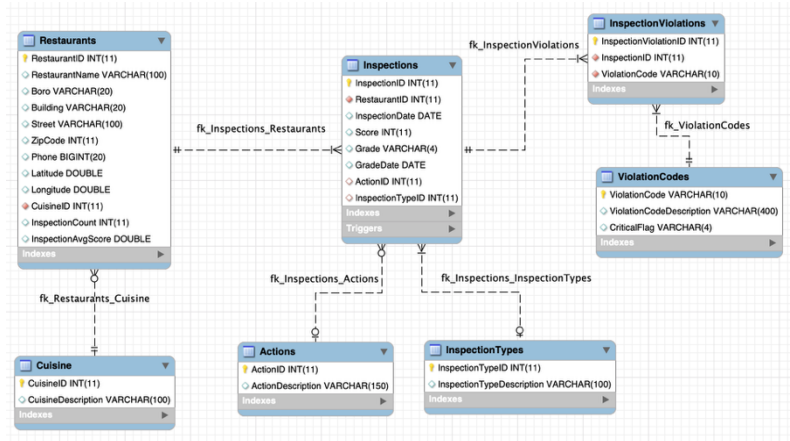 Restaurants
RestaurantID INT(11)
RestaurantName VARCHAR(100)
Boro VARCHAR(20)
Building VARCHAR(20)
Street VARCHAR(100)
ZipCode INT(11)
Phone BIGINT(20)
Latitude DOUBLE
Longitude DOUBLE
CuisineID INT(11)
InspectionCount INT(11)
InspectionAvgScore DOUBLE
Indexes
fk_Inspections_Restaurants
Inspections
InspectionID INT(11)
RestaurantID INT(11)
InspectionDate DATE
Score INT(11)
Grade VARCHAR(4)
GradeDate DATE
ActionID INT(11)
InspectionTypeID INT(11)
Indexes
Triggers
fk_InspectionViolations
InspectionViolations
InspectionViolationID INT(11)
InspectionID INT(11)
ViolationCode VARCHAR(10)
Indexes
fk_ViolationCodes
ViolationCodes
ViolationCode VARCHAR(10)
ViolationCodeDescription VARCHAR(400)
CriticalFlag VARCHAR(4)
Indexes
fk_Restaurants_Cuisine
Cuisine
CuisineID INT(11)
CuisineDescription VARCHAR(100)
Indexes
fk_Inspections_Actions
Actions
ActionID INT(11)
ActionDescription VARCHAR(150)
Indexes
fk_Inspections_InspectionTypes
InspectionTypes
InspectionTypeID INT(11)
InspectionTypeDescription VARCHAR(100)
Indexes